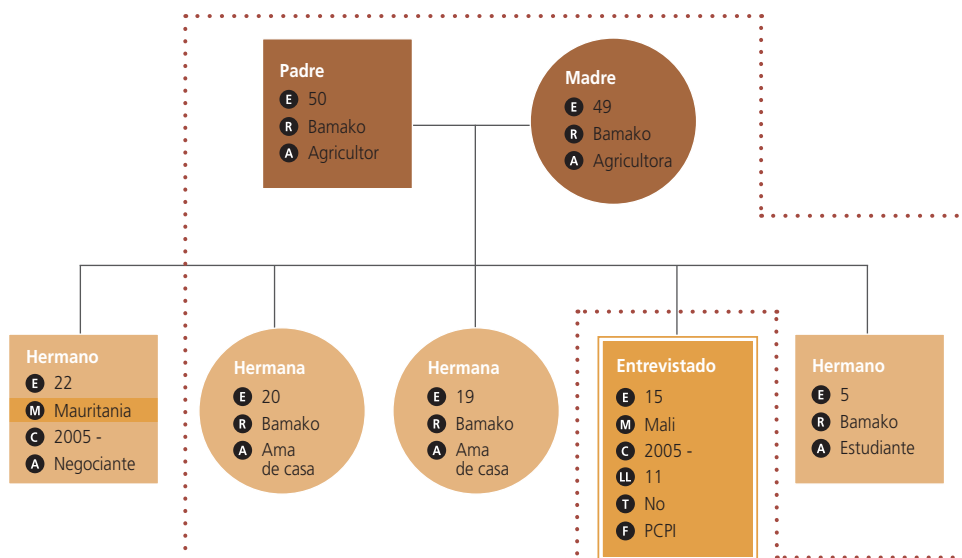 Padre
E 50
R Bamako
A Agricultor
Madre
E 49
R Bamako
A Agricultora
Hermano
E 22
M Mauritania
C 2005 -
A Negociante
Hermana
E 20
R Bamako
A Ama
de casa
Hermana
E 19
R Bamako
A Ama
de casa
Entrevistado
E 15
M Mali
C 2005 -
LL 11
T No
F PCPI
Hermano
E 5
R Bamako
A Estudiante